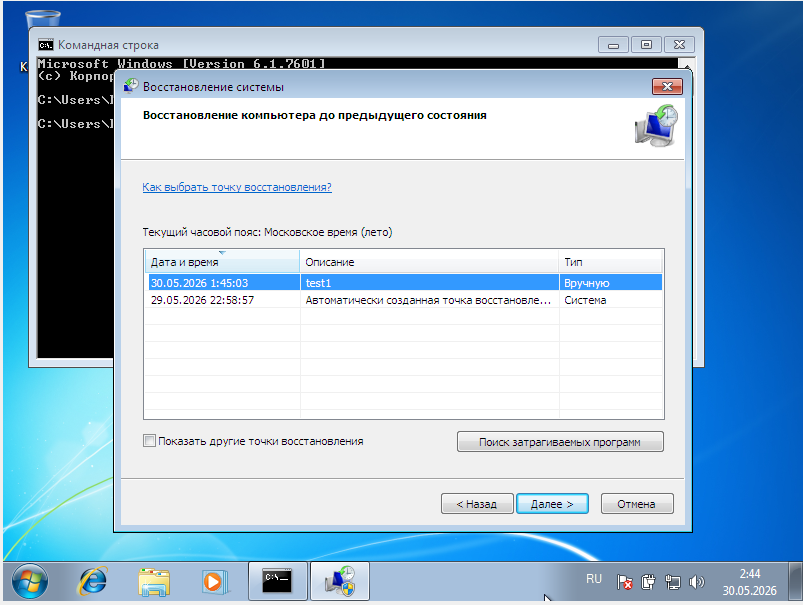 Командная строка
Microsoft Windows [Version 6.1.7601]
(c) Корпор
C:\Users\
C:\Users\
Восстановление системы
Восстановление компьютера до предыдущего состояния
Как выбрать точку восстановления?
Текущий часовой пояс: Московское время (лето)
Дата и время Описание Тип
30.05.2026 1:45:03 test1 Вручную
29.05.2026 22:58:57 Автоматически созданная точка восстановле... Система
Показать другие точки восстановления
Поиск затрагиваемых программ
< Назад Далее > Отмена
RU
2:44
30.05.2026